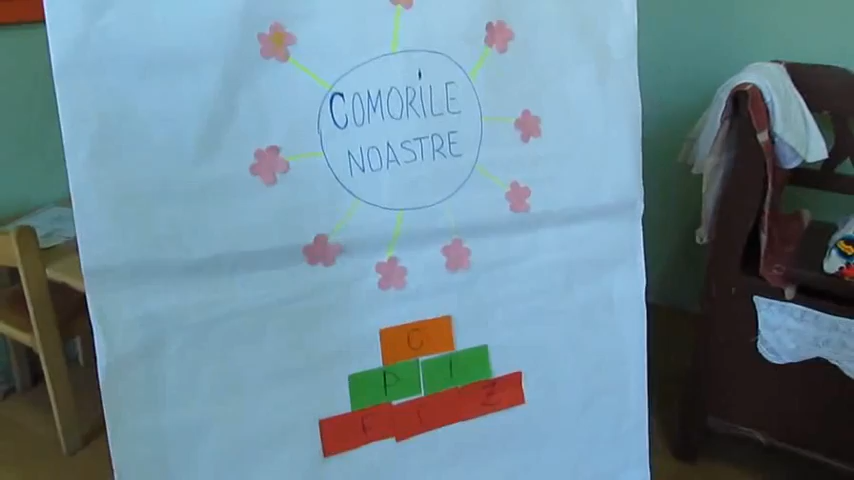 COMORILE
NOASTRE
C
D I
F I Z